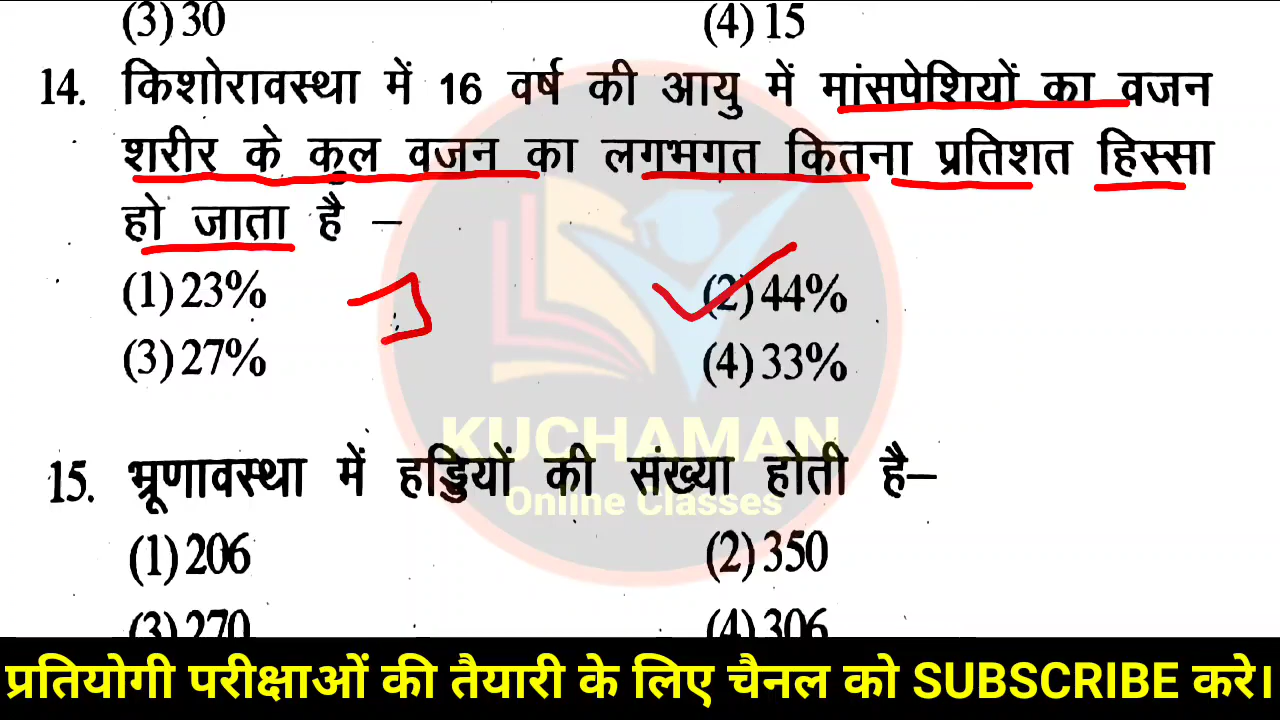 (3) 30 (4) 15
14. किशोरावस्था में 16 वर्ष की आयु में मांसपेशियों का वजन
शरीर के कुल वजन का लगभगत कितना प्रतिशत हिस्सा
हो जाता है –
(1) 23% (2) 44%
(3) 27% (4) 33%
KUCHAMAN
15. भ्रूणावस्था में हड्डियों की संख्या होती है–
Online Classes
(1) 206 (2) 350
(3) 270 (4) 306
प्रतियोगी परीक्षाओं की तैयारी के लिए चैनल को SUBSCRIBE करे।